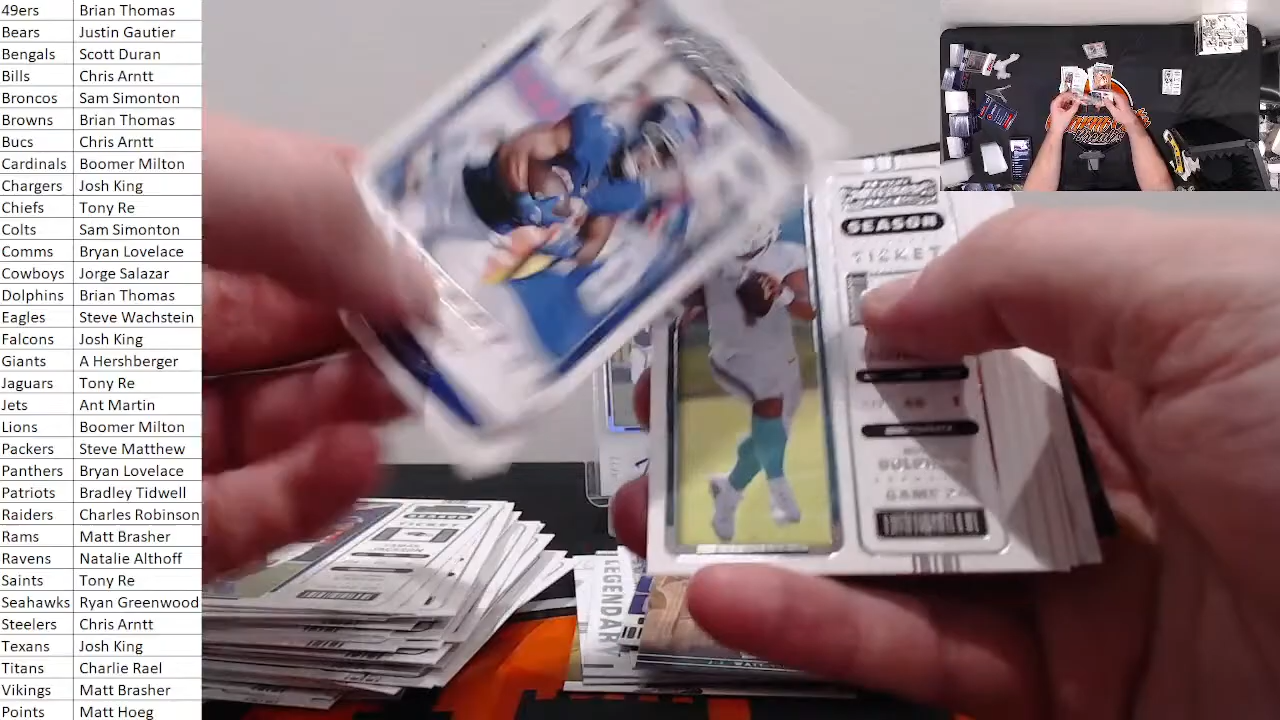 49ers Brian Thomas
Bears Justin Gautier
Bengals Scott Duran
Bills Chris Arntt
Broncos Sam Simonton
Browns Brian Thomas
Bucs Chris Arntt
Cardinals Boomer Milton
Chargers Josh King
Chiefs Tony Re
Colts Sam Simonton
Comms Bryan Lovelace
Cowboys Jorge Salazar
Dolphins Brian Thomas
Eagles Steve Wachstein
Falcons Josh King
Giants A Hershberger
Jaguars Tony Re
Jets Ant Martin
Lions Boomer Milton
Packers Steve Matthew
Panthers Bryan Lovelace
Patriots Bradley Tidwell
Raiders Charles Robinson
Rams Matt Brasher
Ravens Natalie Althoff
Saints Tony Re
Seahawks Ryan Greenwood
Steelers Chris Arntt
Texans Josh King
Titans Charlie Rael
Vikings Matt Brasher
Points Matt Hoeg
SEASON
TICKET
SEASON
TICKET
JACKSON
LEGENDARY
J.J. WATT